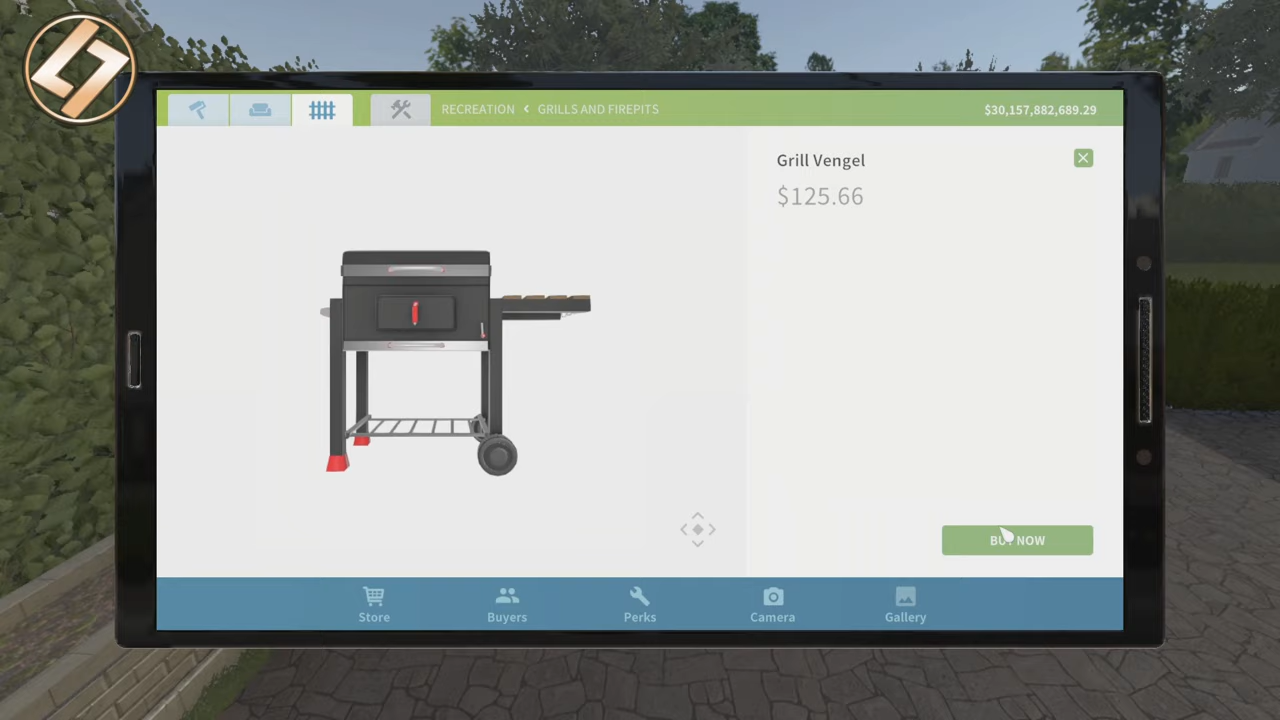 RECREATION < GRILLS AND FIREPITS
$30,157,882,689.29
Grill Vengel
$125.66
BUY NOW
Store
Buyers
Perks
Camera
Gallery